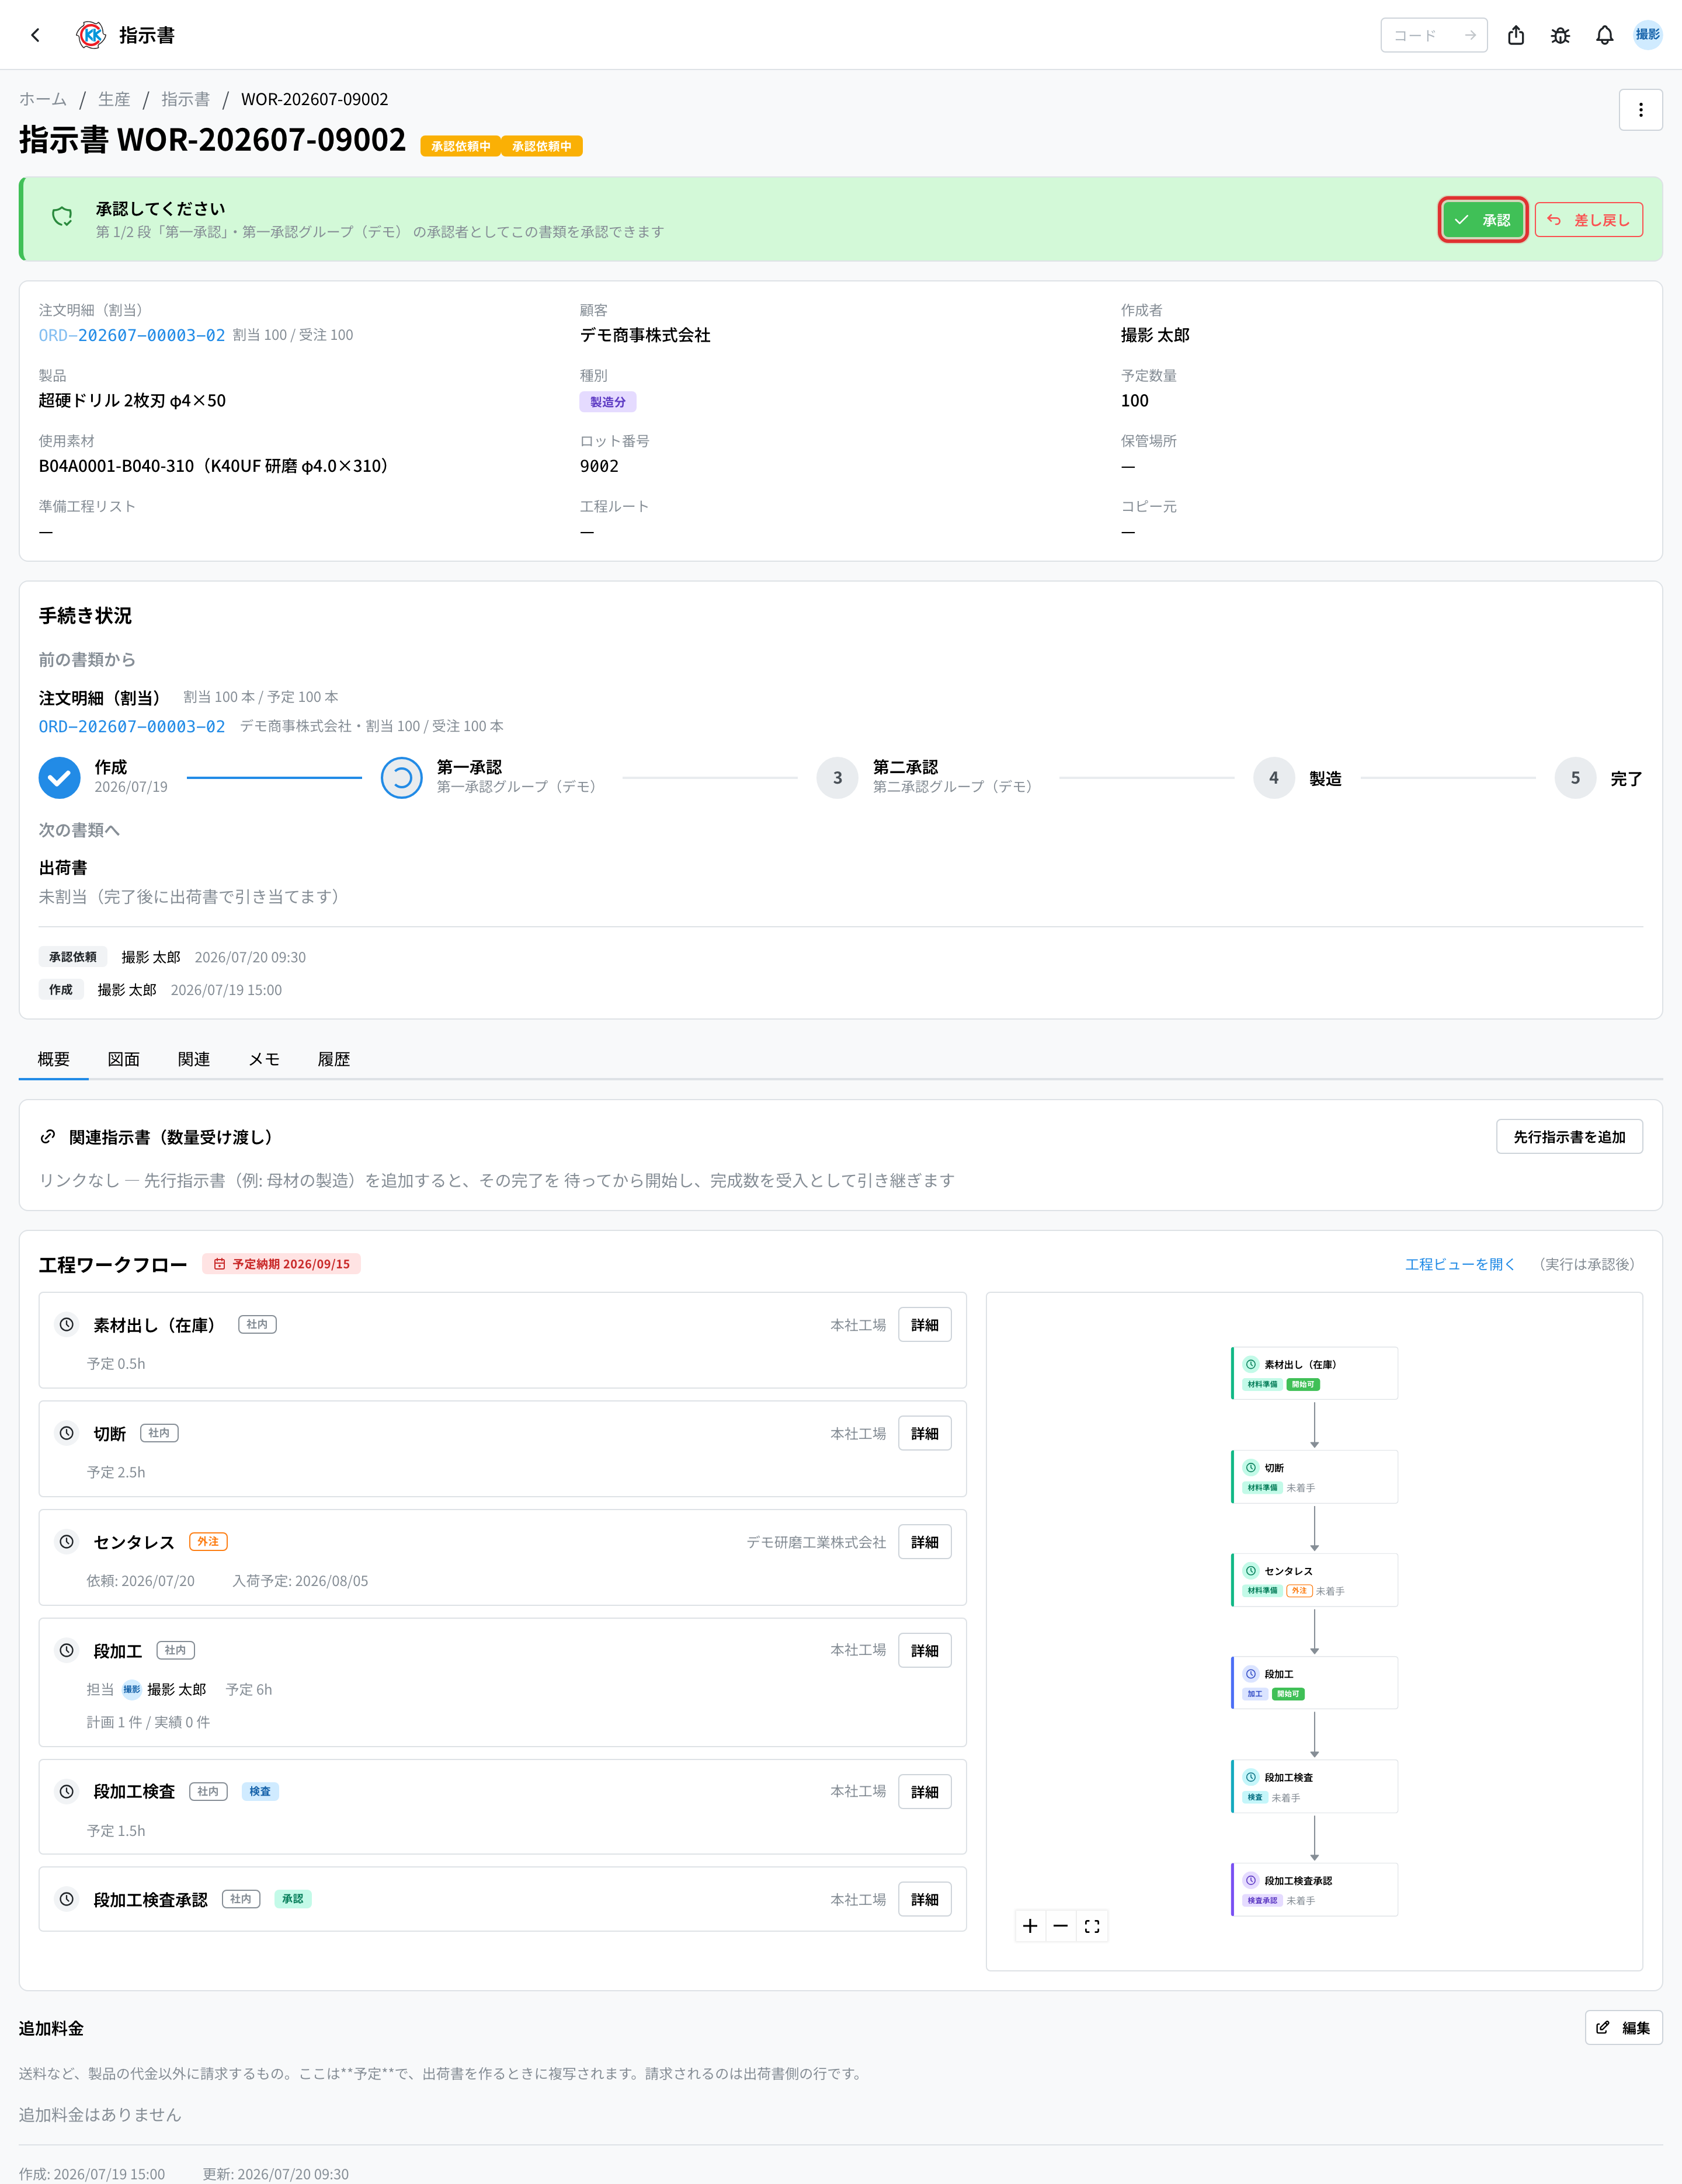 KK 指示書
コード
撮影
ホーム / 生産 / 指示書 / WOR-202607-09002
指示書 WOR-202607-09002 承認依頼中 承認依頼中
承認してください
第 1/2 段「第一承認」・第一承認グループ（デモ） の承認者としてこの書類を承認できます
承認 差し戻し
注文明細（割当） 顧客 作成者
ORD-202607-00003-02 割当 100 / 受注 100 デモ商事株式会社 撮影 太郎
製品 種別 予定数量
超硬ドリル 2枚刃 φ4×50 製造分 100
使用素材 ロット番号 保管場所
B04A0001-B040-310（K40UF 研磨 φ4.0×310） 9002 —
準備工程リスト 工程ルート コピー元
— — —
手続き状況
前の書類から
注文明細（割当） 割当 100 本 / 予定 100 本
ORD-202607-00003-02 デモ商事株式会社・割当 100 / 受注 100 本
作成 第一承認 3 第二承認 4 製造 5 完了
2026/07/19 第一承認グループ（デモ） 第二承認グループ（デモ）
次の書類へ
出荷書
未割当（完了後に出荷書で引き当てます）
承認依頼 撮影 太郎 2026/07/20 09:30
作成 撮影 太郎 2026/07/19 15:00
概要 図面 関連 メモ 履歴
関連指示書（数量受け渡し） 先行指示書を追加
リンクなし — 先行指示書（例: 母材の製造）を追加すると、その完了を 待ってから開始し、完成数を受入として引き継ぎます
工程ワークフロー 予定納期 2026/09/15 工程ビューを開く （実行は承認後）
素材出し（在庫） 社内 本社工場 詳細
予定 0.5h
切断 社内 本社工場 詳細
予定 2.5h
センタレス 外注 デモ研磨工業株式会社 詳細
依頼: 2026/07/20 入荷予定: 2026/08/05
段加工 社内 本社工場 詳細
担当 撮影 撮影 太郎 予定 6h
計画 1 件 / 実績 0 件
段加工検査 社内 検査 本社工場 詳細
予定 1.5h
段加工検査承認 社内 承認 本社工場 詳細
素材出し（在庫）
材料準備 開始可
切断
材料準備 未着手
センタレス
材料準備 外注 未着手
段加工
加工 開始可
段加工検査
検査 未着手
段加工検査承認
検査承認 未着手
追加料金 編集
送料など、製品の代金以外に請求するもの。ここは**予定**で、出荷書を作るときに複写されます。請求されるのは出荷書側の行です。
追加料金はありません
作成: 2026/07/19 15:00 更新: 2026/07/20 09:30